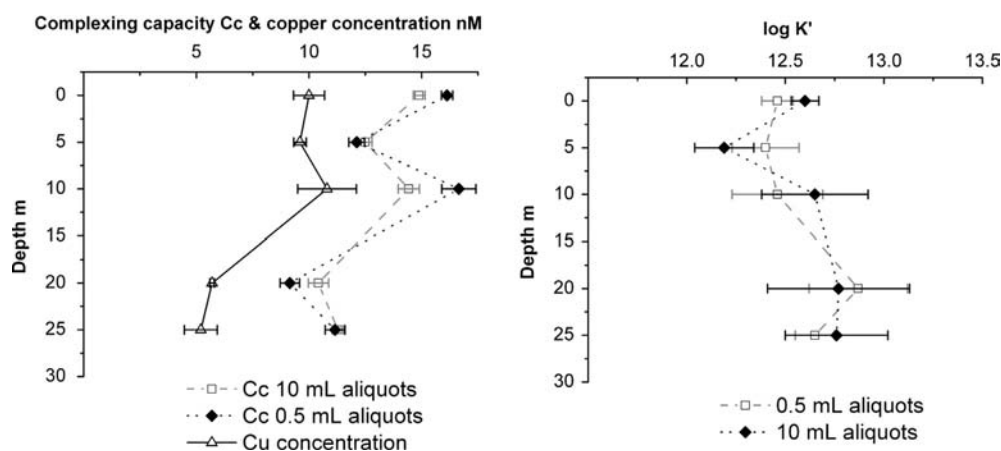 Complexing capacity Cc & copper concentration nM
5 10 15
0
5
10
20
25
30
Depth m
Cc 10 mL aliquots
Cc 0.5 mL aliquots
Cu concentration
log K'
12.0 12.5 13.0 13.5
0
5
10
15
20
25
30
Depth m
0.5 mL aliquots
10 mL aliquots